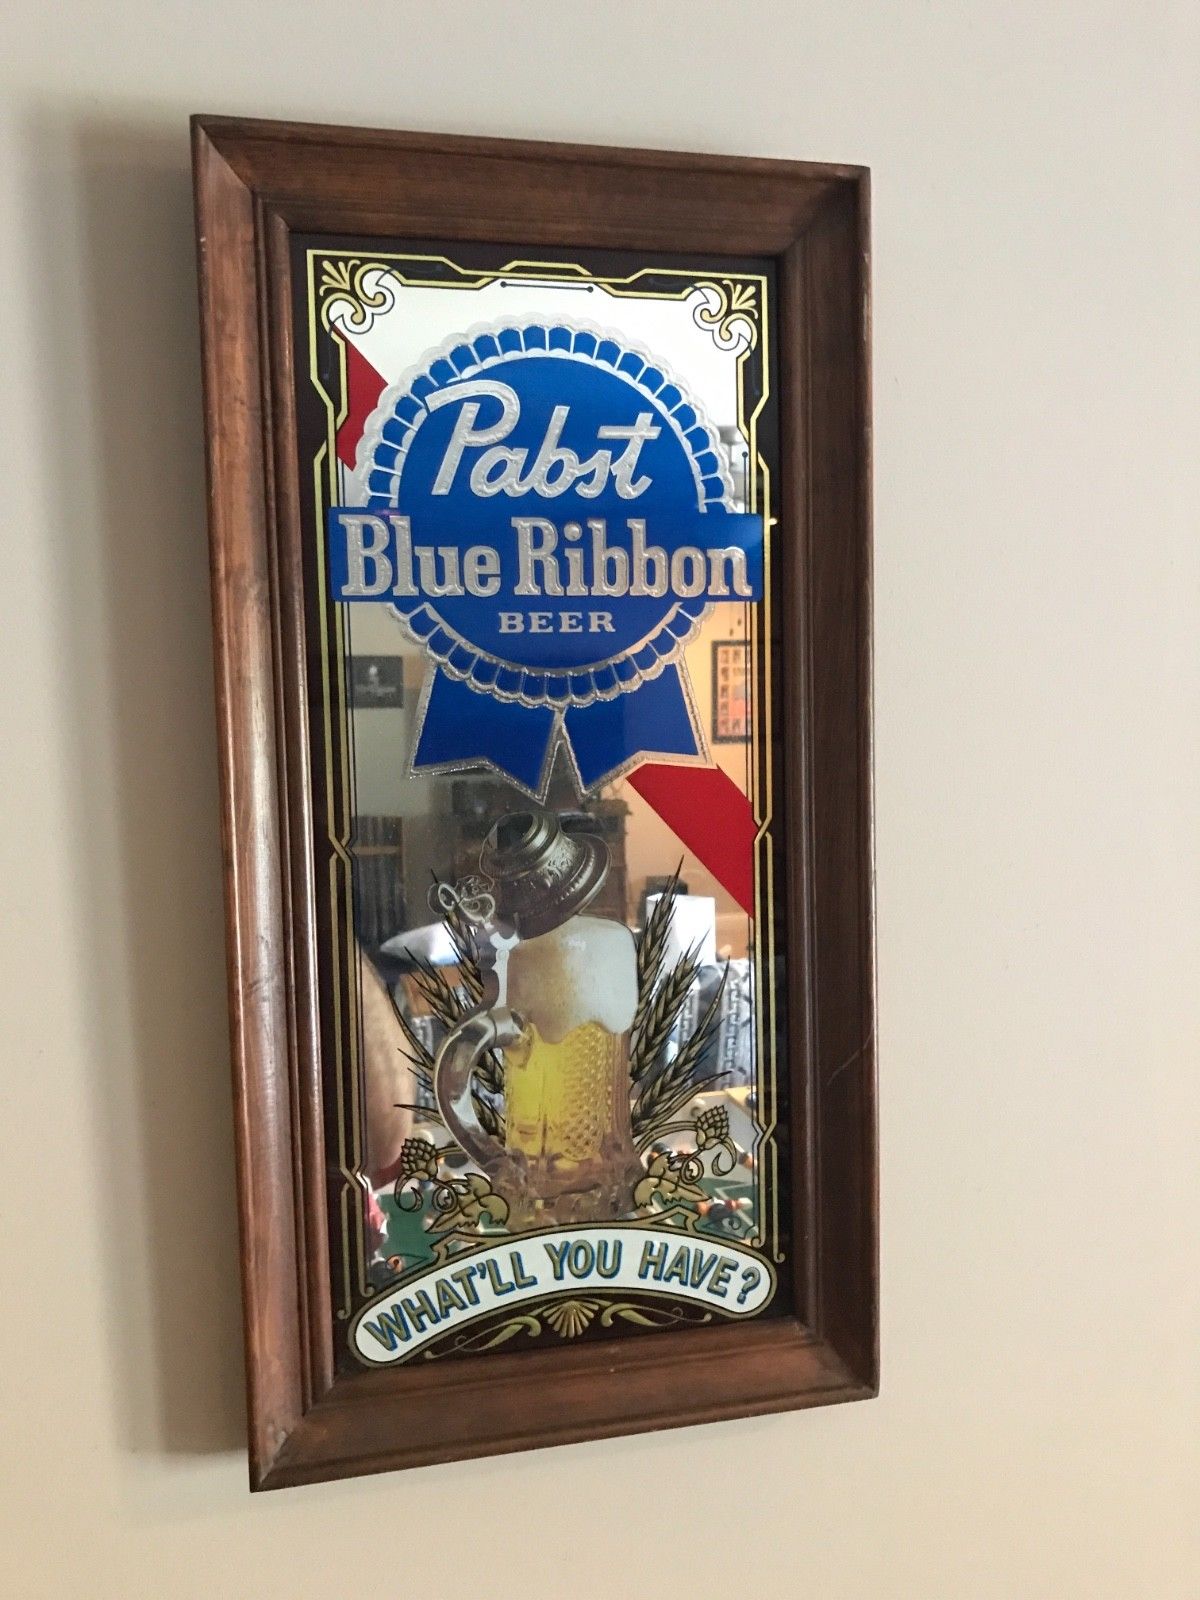 Pabst
Blue Ribbon
BEER
WHAT'LL YOU HAVE?